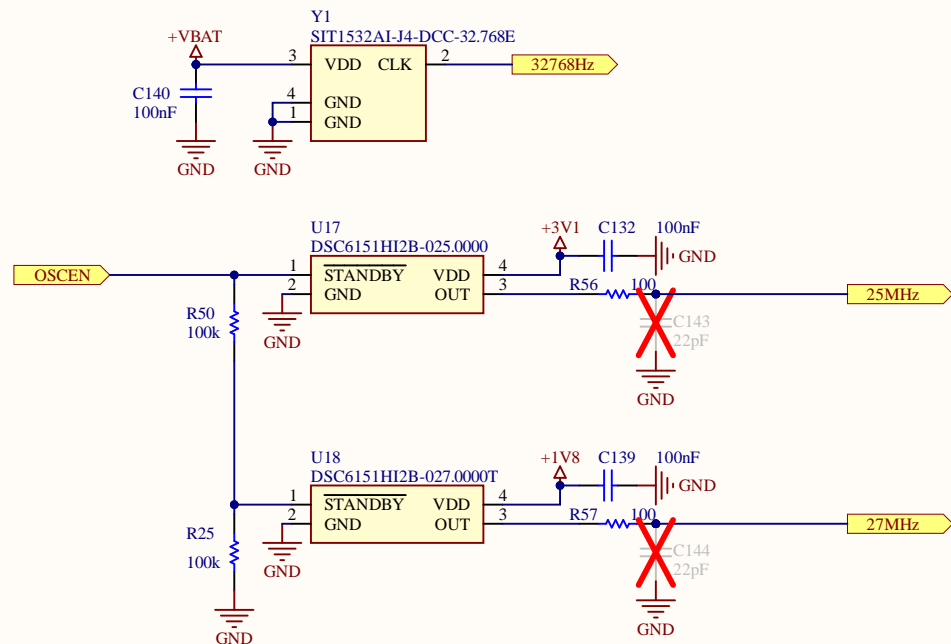 Y1
SIT1532AI-J4-DCC-32.768E
+VBAT
3 VDD CLK 2
32768Hz
C140
100nF
4 GND
1 GND
GND
GND
U17
DSC6151HI2B-025.0000
+3V1
C132 100nF
GND
OSCEN
1 STANDBY VDD 4
2 GND OUT 3
R56 100
25MHz
C143
22pF
GND
GND
R50
100k
U18
DSC6151HI2B-027.0000T
+1V8
C139 100nF
GND
1 STANDBY VDD 4
2 GND OUT 3
R57 100
27MHz
C144
22pF
R25
100k
GND
GND
GND